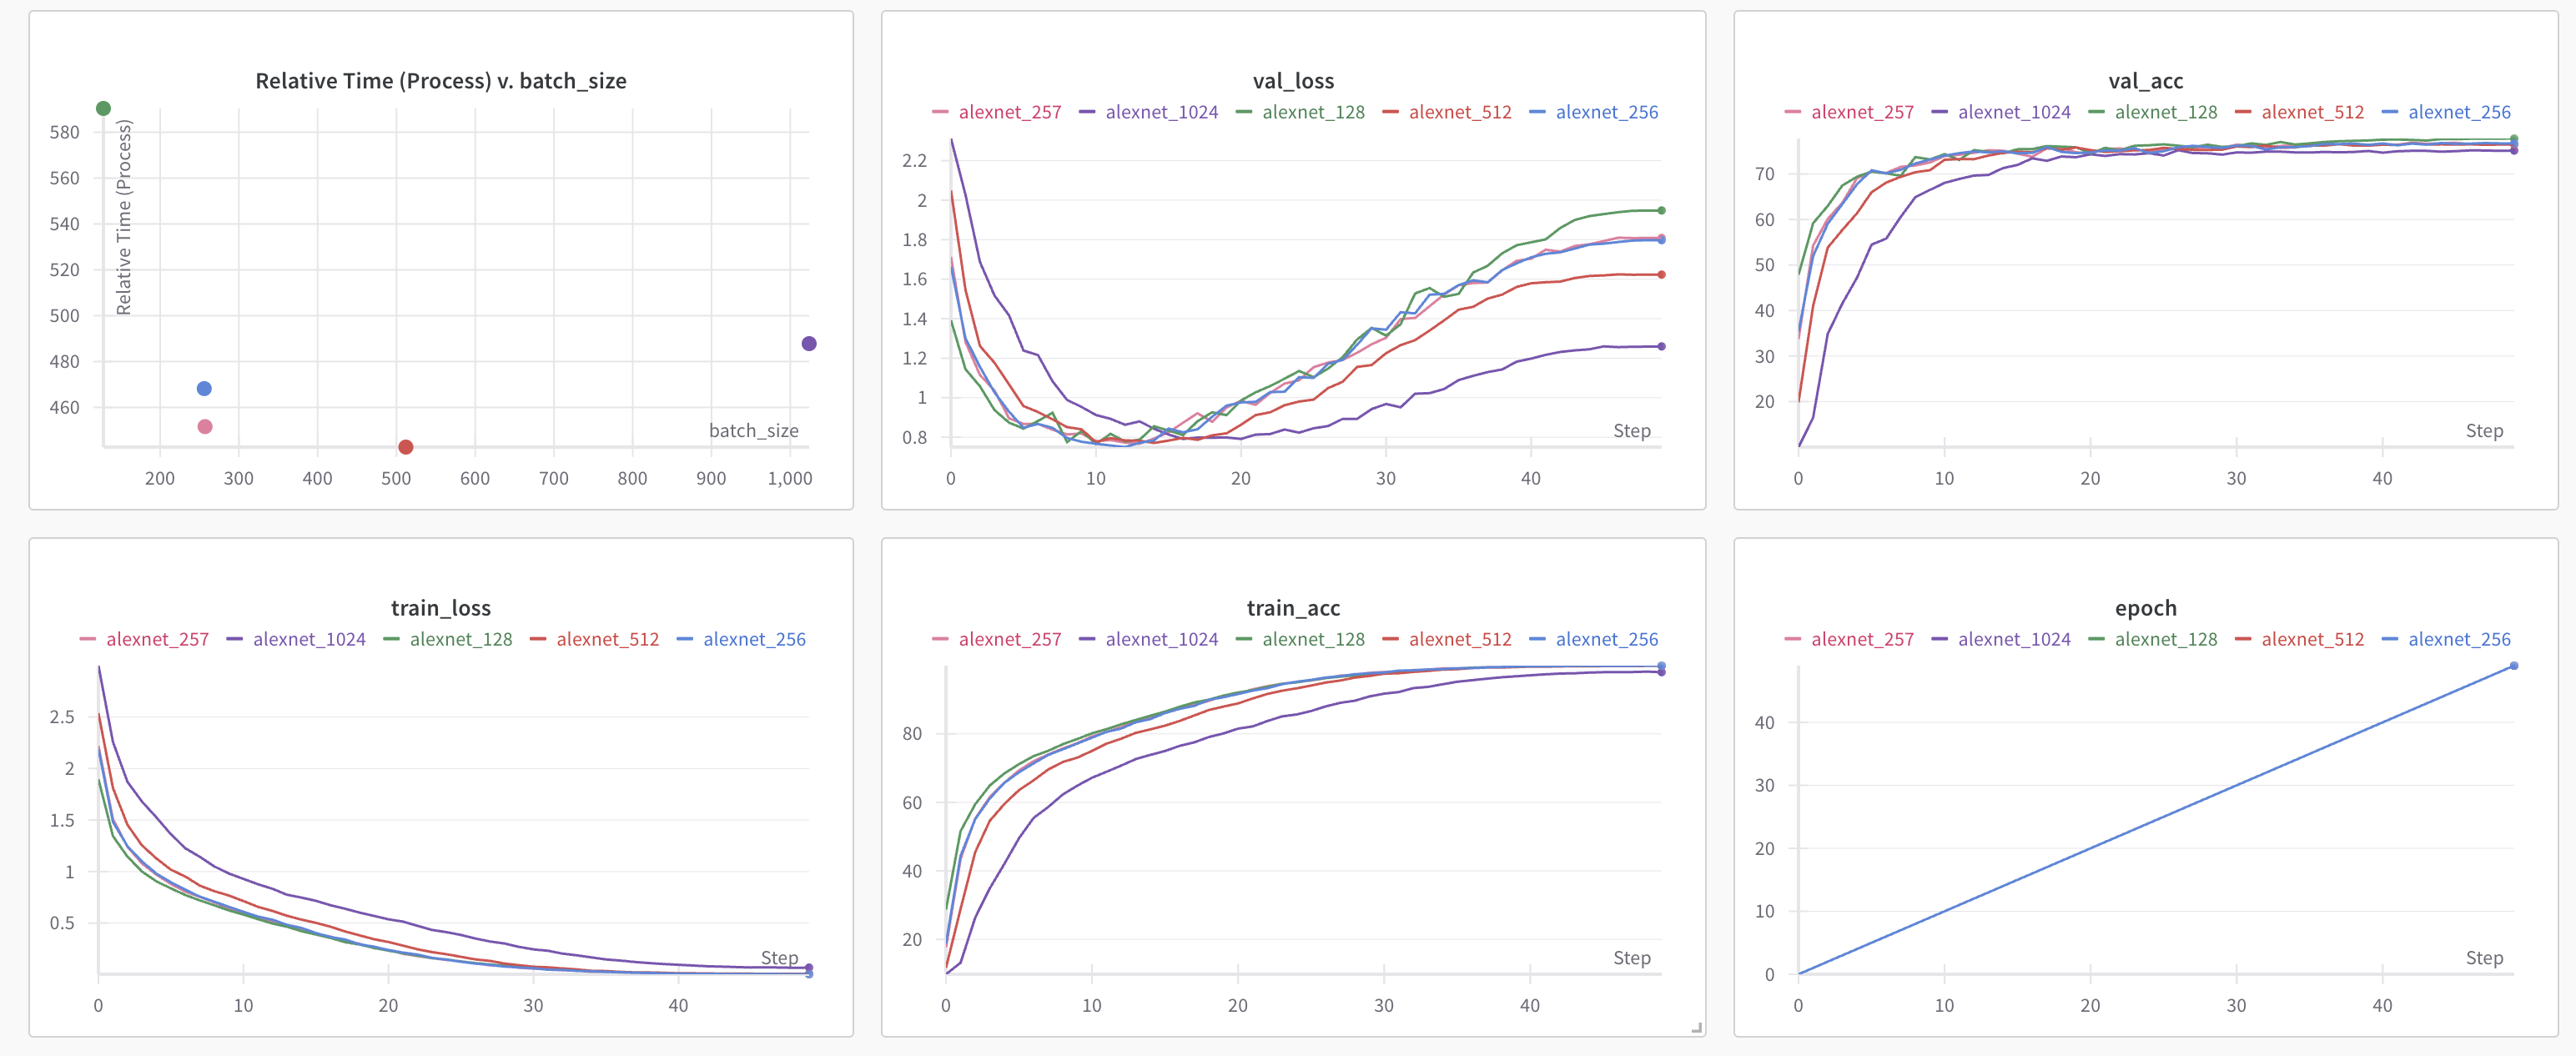 Relative Time (Process) v. batch_size
580
560
540
520
500
480
460
Relative Time (Process)
batch_size
200 300 400 500 600 700 800 900 1,000
val_loss
alexnet_257 alexnet_1024 alexnet_128 alexnet_512 alexnet_256
2.2
2
1.8
1.6
1.4
1.2
1
0.8
Step
0 10 20 30 40
val_acc
alexnet_257 alexnet_1024 alexnet_128 alexnet_512 alexnet_256
70
60
50
40
30
20
Step
0 10 20 30 40
train_loss
alexnet_257 alexnet_1024 alexnet_128 alexnet_512 alexnet_256
2.5
2
1.5
1
0.5
Step
0 10 20 30 40
train_acc
alexnet_257 alexnet_1024 alexnet_128 alexnet_512 alexnet_256
80
60
40
20
Step
0 10 20 30 40
epoch
alexnet_257 alexnet_1024 alexnet_128 alexnet_512 alexnet_256
40
30
20
10
0
Step
0 10 20 30 40